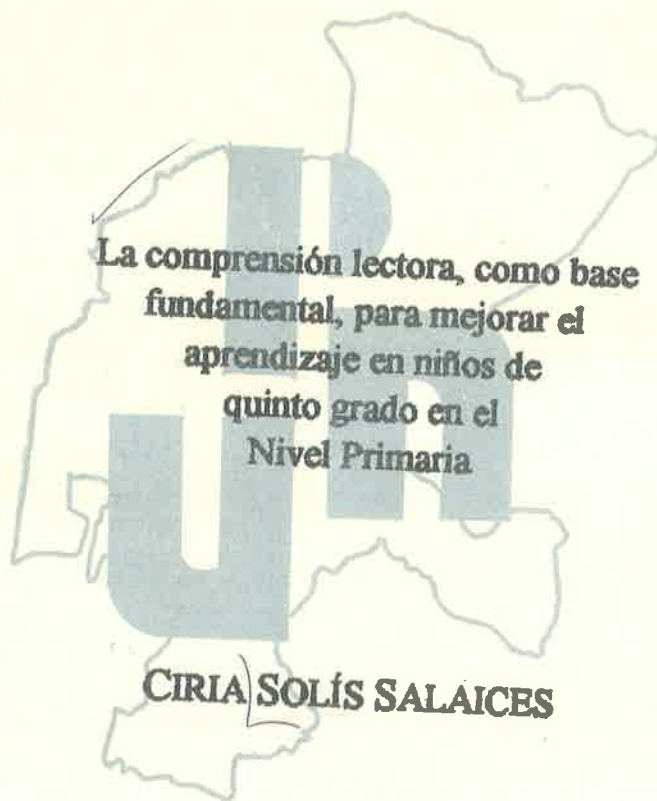 La comprensión lectora, como base
fundamental, para mejorar el
aprendizaje en niños de
quinto grado en el
Nivel Primaria
CIRIA SOLÍS SALAICES